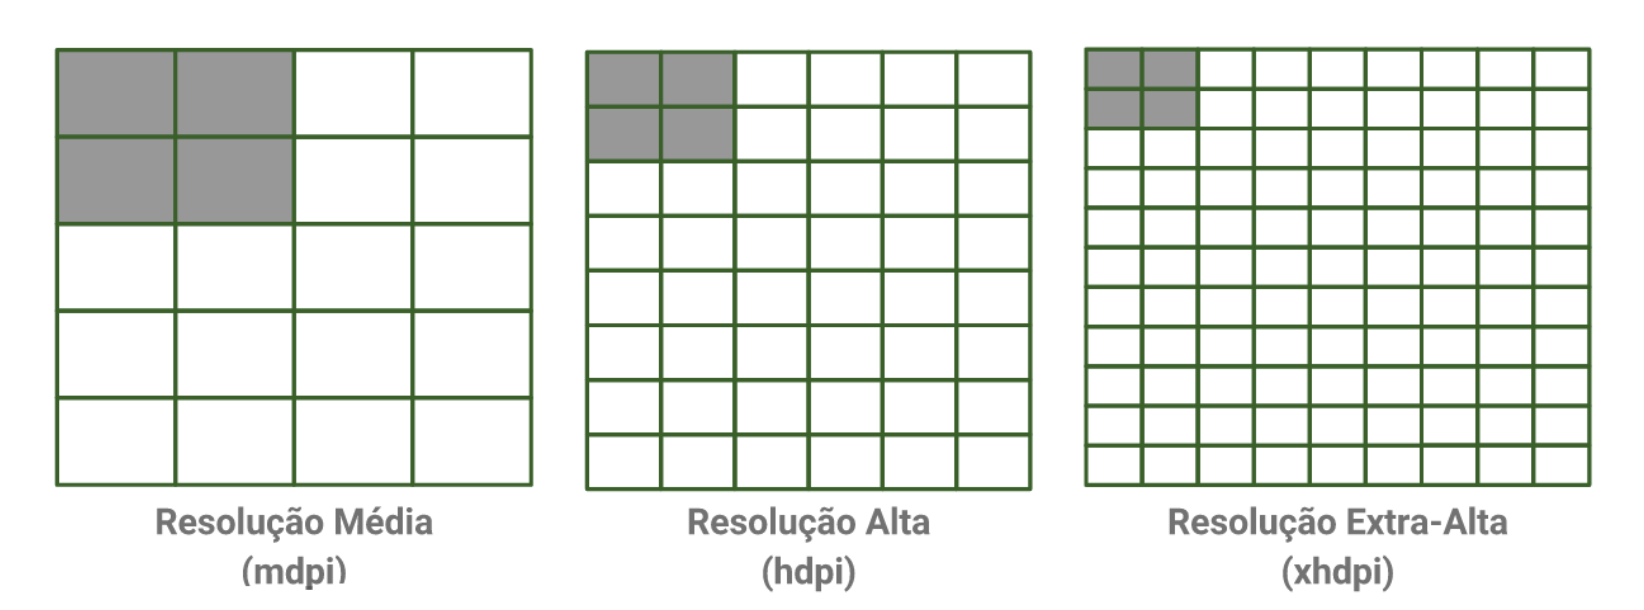 Resolução Média
(mdpi)
Resolução Alta
(hdpi)
Resolução Extra-Alta
(xhdpi)